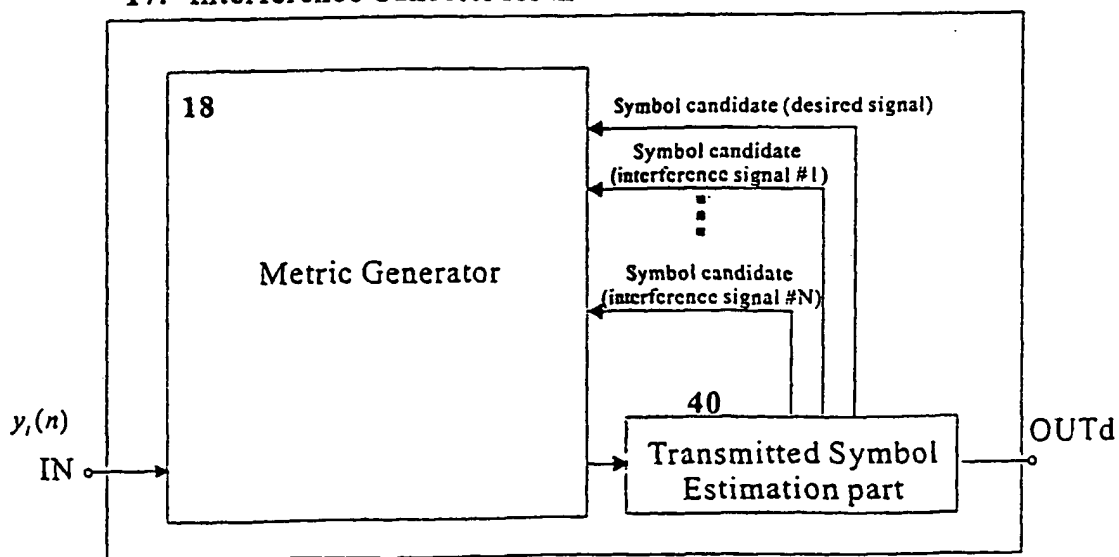 18
Symbol candidate (desired signal)
Symbol candidate
(interference signal #1)
Symbol candidate
(interference signal #N)
Metric Generator
40
Transmitted Symbol
Estimation part
y_i(n)
IN
OUTd